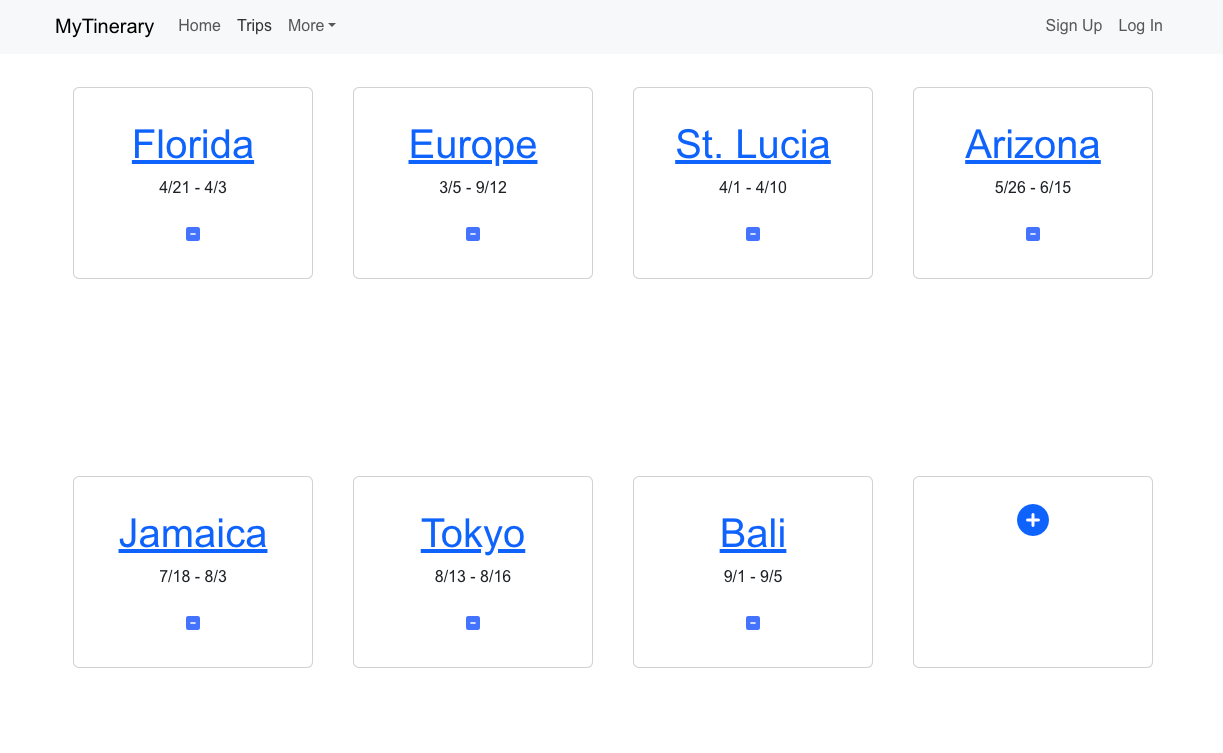 MyTinerary Home Trips More Sign Up Log In
Florida
4/21 - 4/3
Europe
3/5 - 9/12
St. Lucia
4/1 - 4/10
Arizona
5/26 - 6/15
Jamaica
7/18 - 8/3
Tokyo
8/13 - 8/16
Bali
9/1 - 9/5